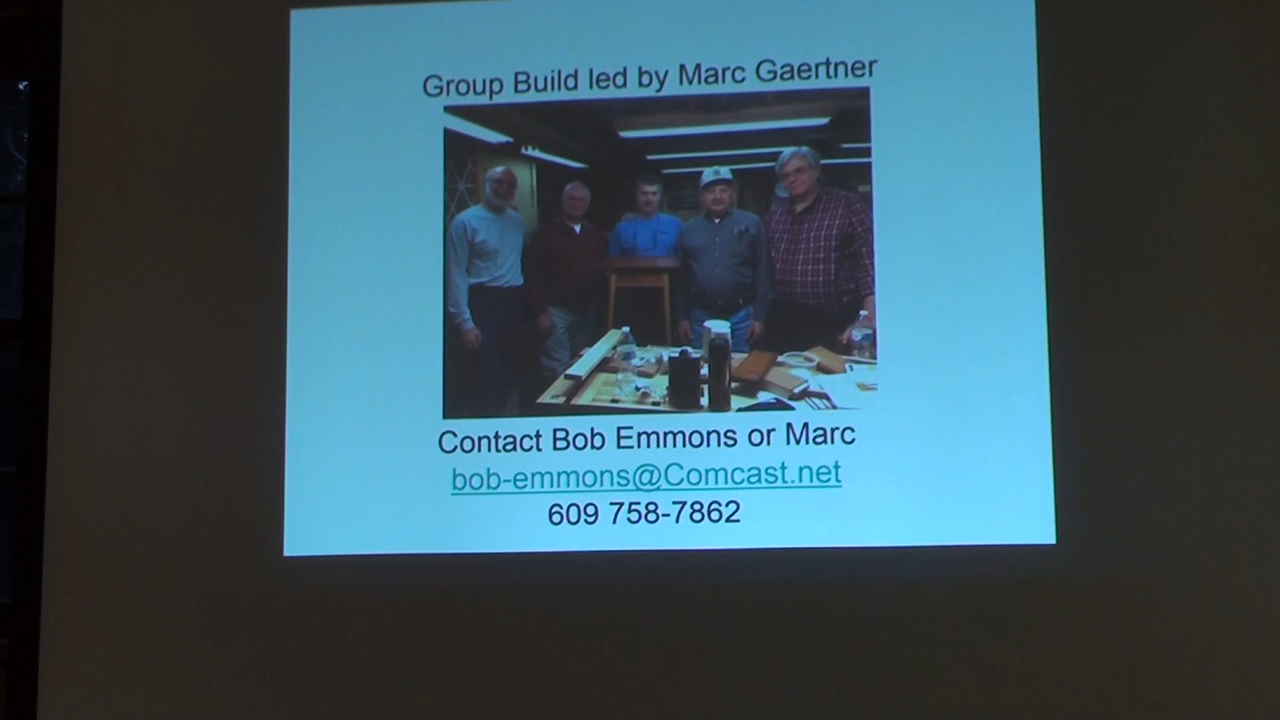 Group Build led by Marc Gaertner
Contact Bob Emmons or Marc
bob-emmons@Comcast.net
609 758-7862